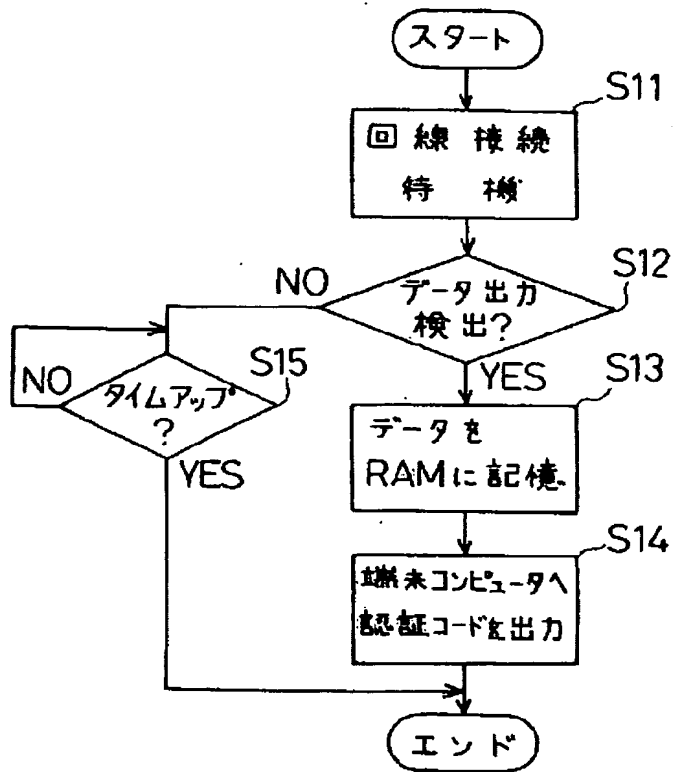 スタート
S11
回線接続
待機
S12
データ出力
検出?
NO
YES
S13
データを
RAMに記憶
S15
タイムアップ
?
NO
YES
S14
端末コンピュータへ
認証コードを出力
エンド